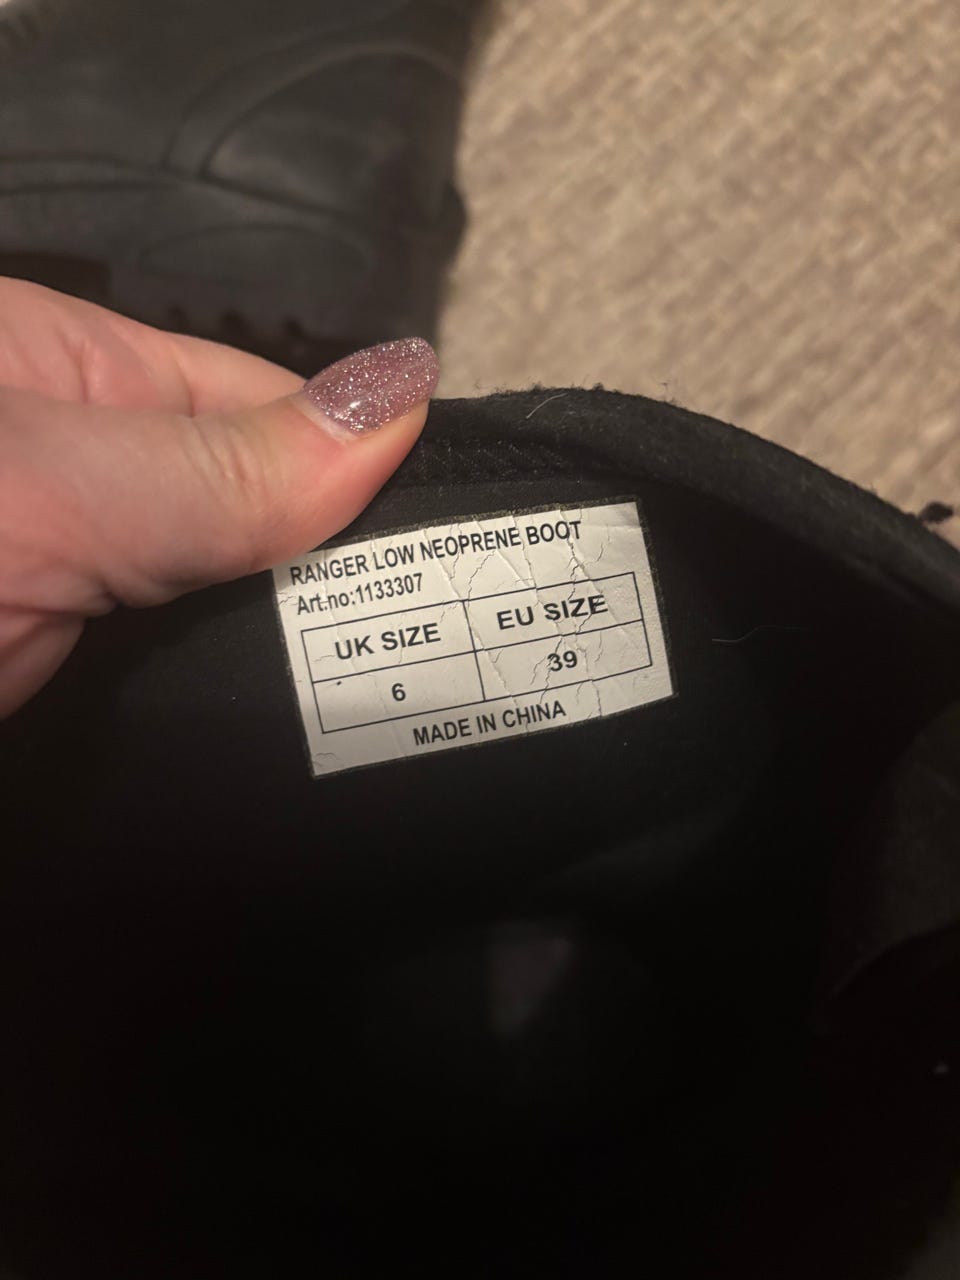 RANGER LOW NEOPRENE BOOT
Art.no:1133307
UK SIZE EU SIZE
6 39
MADE IN CHINA